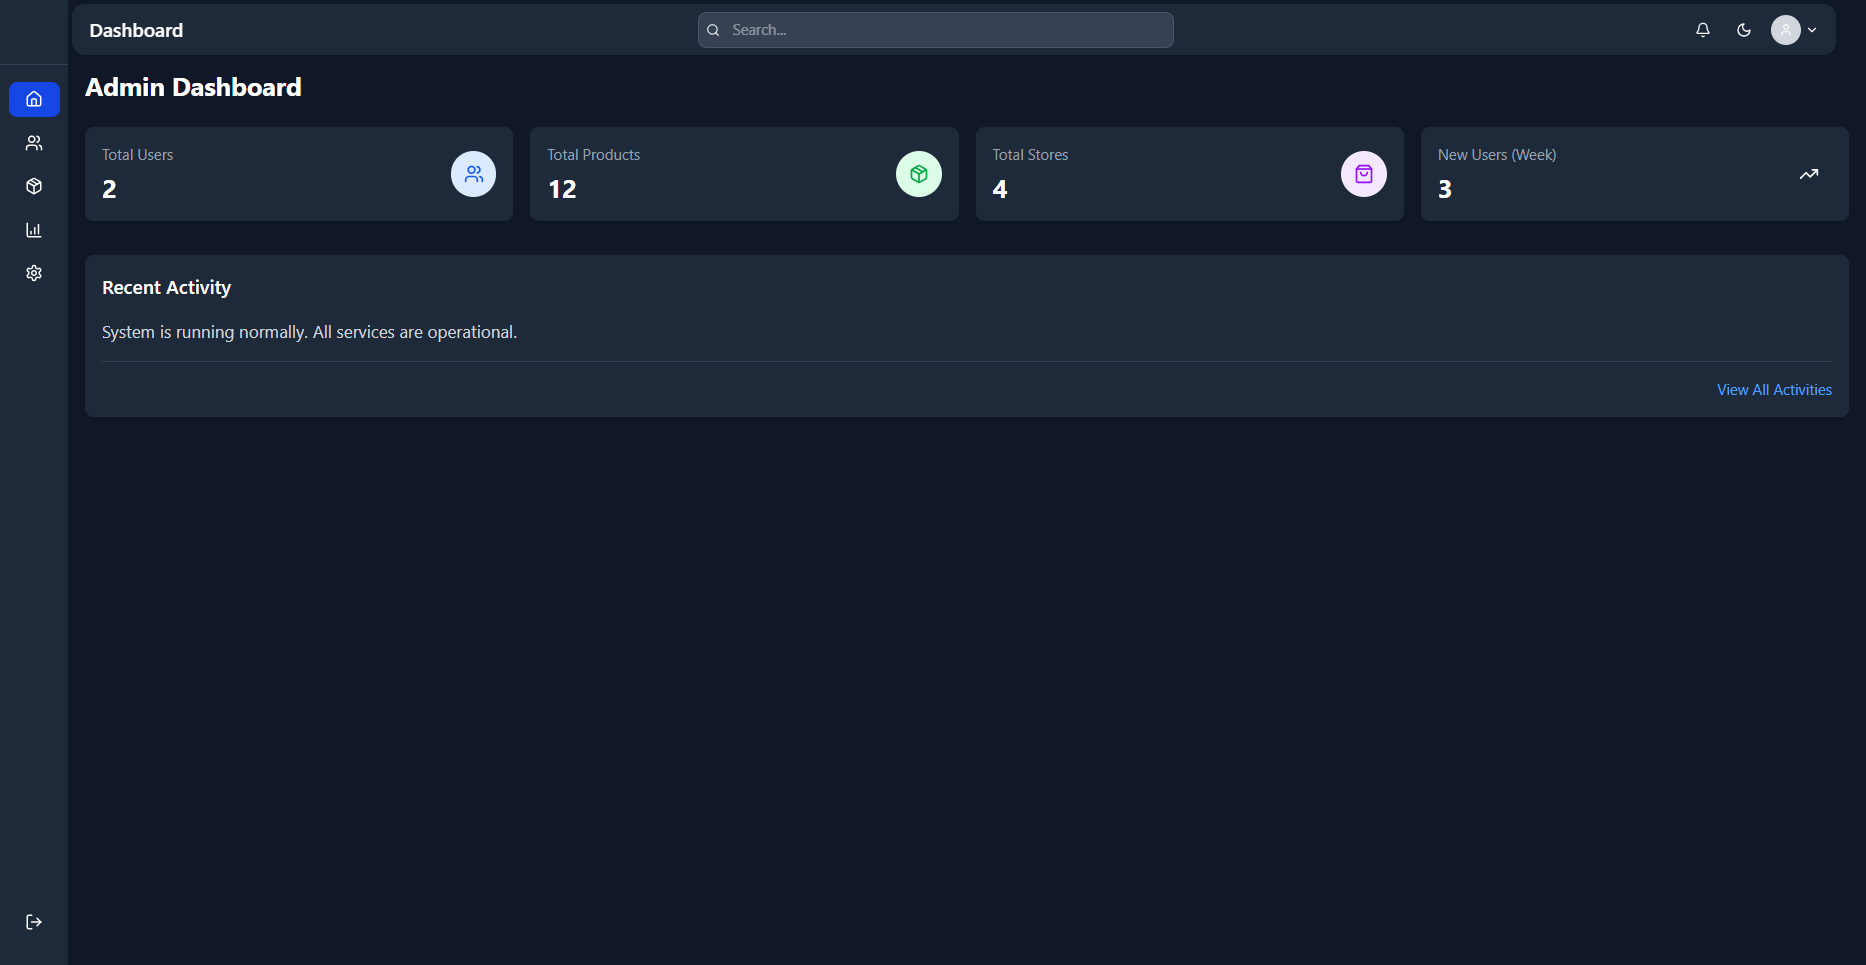 Dashboard
Search...
Admin Dashboard
Total Users
2
Total Products
12
Total Stores
4
New Users (Week)
3
Recent Activity
System is running normally. All services are operational.
View All Activities